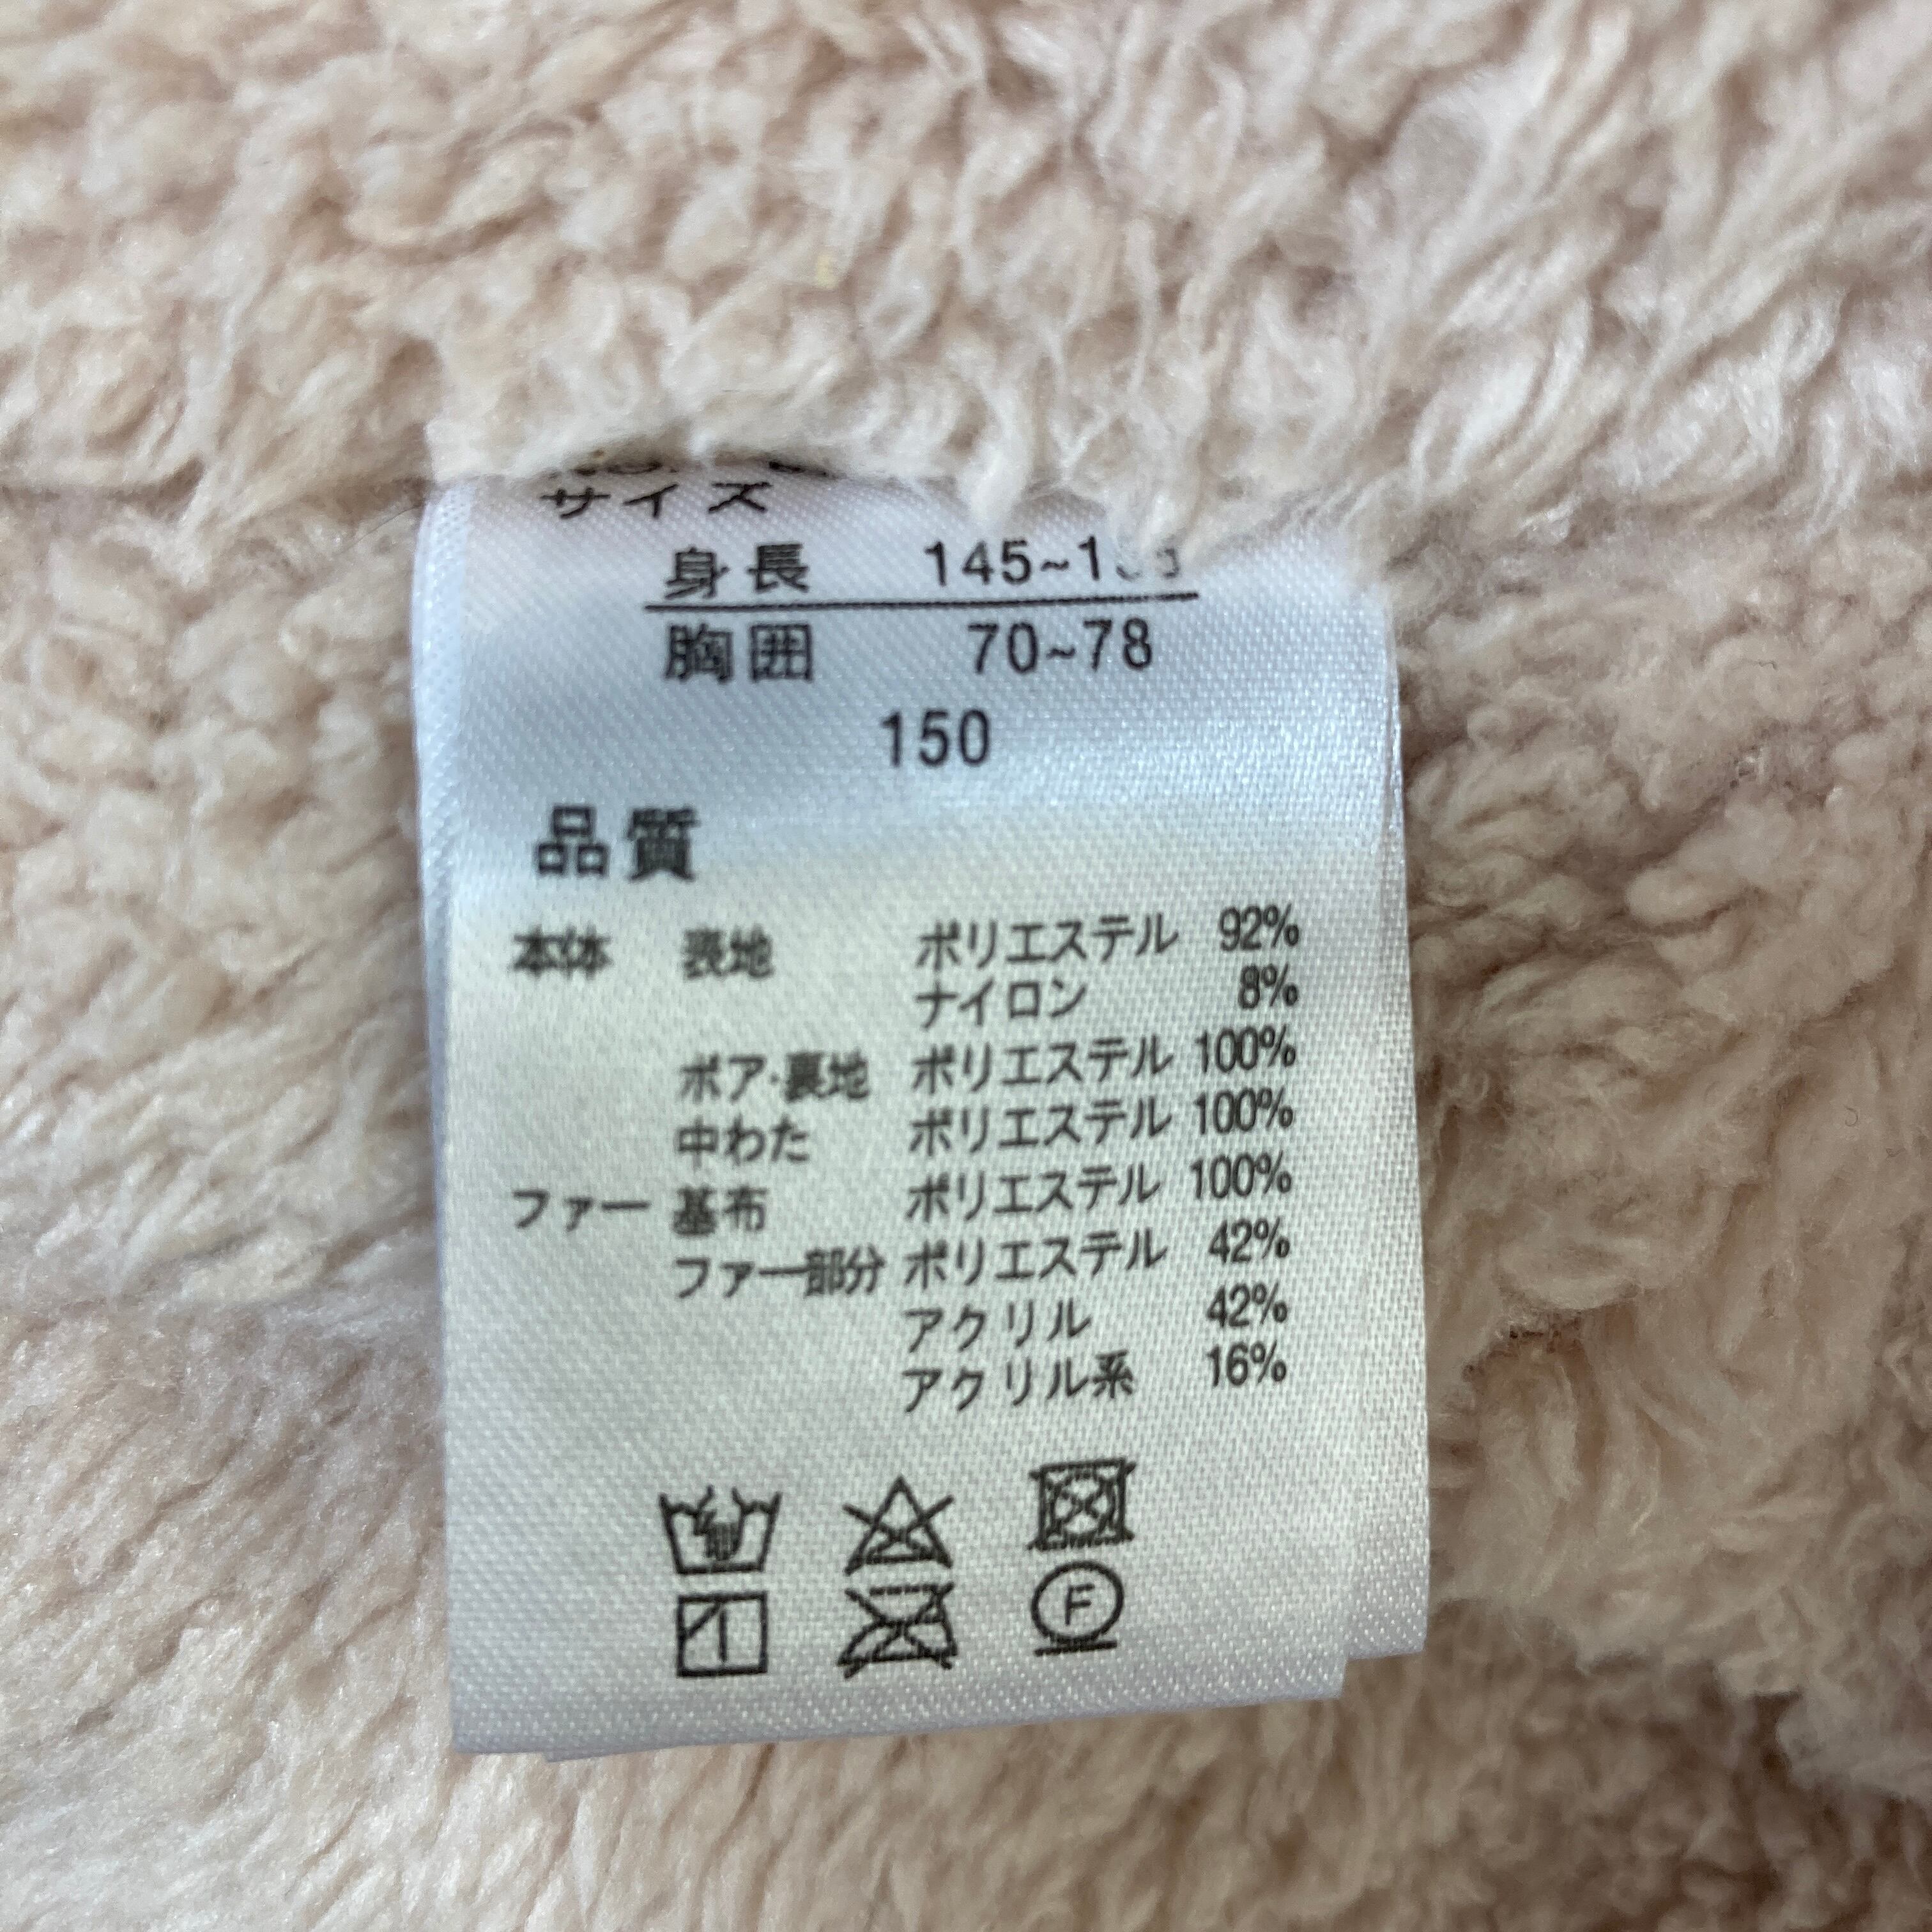 サイズ
身長 145~1
胸囲 70~78
150
品質
本体 表地 ポリエステル 92%
ナイロン 8%
ボア・裏地 ポリエステル 100%
中わた ポリエステル 100%
ファー 基布 ポリエステル 100%
ファー部分 ポリエステル 42%
アクリル 42%
アクリル系 16%
F